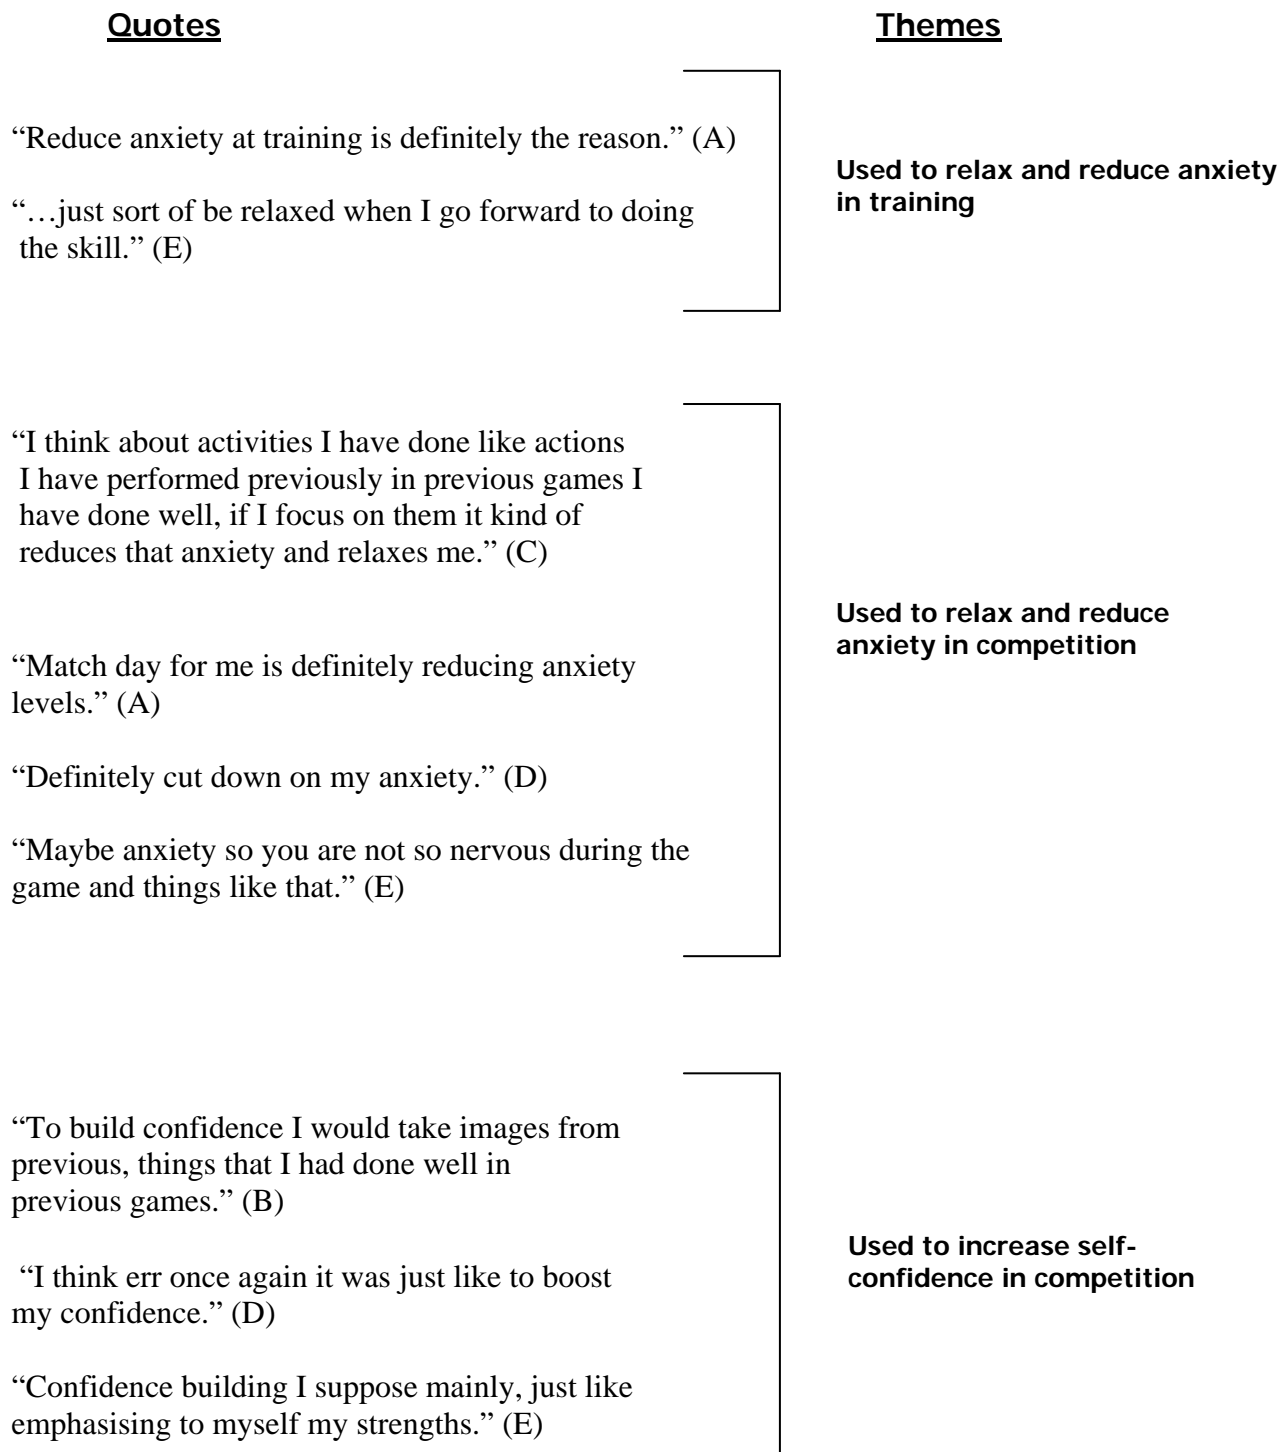 Quotes
Themes
“Reduce anxiety at training is definitely the reason.” (A)
“…just sort of be relaxed when I go forward to doing
the skill.” (E)
Used to relax and reduce anxiety
in training
“I think about activities I have done like actions
I have performed previously in previous games I
have done well, if I focus on them it kind of
reduces that anxiety and relaxes me.” (C)
“Match day for me is definitely reducing anxiety
levels.” (A)
“Definitely cut down on my anxiety.” (D)
“Maybe anxiety so you are not so nervous during the
game and things like that.” (E)
Used to relax and reduce
anxiety in competition
“To build confidence I would take images from
previous, things that I had done well in
previous games.” (B)
“I think err once again it was just like to boost
my confidence.” (D)
“Confidence building I suppose mainly, just like
emphasising to myself my strengths.” (E)
Used to increase self-
confidence in competition